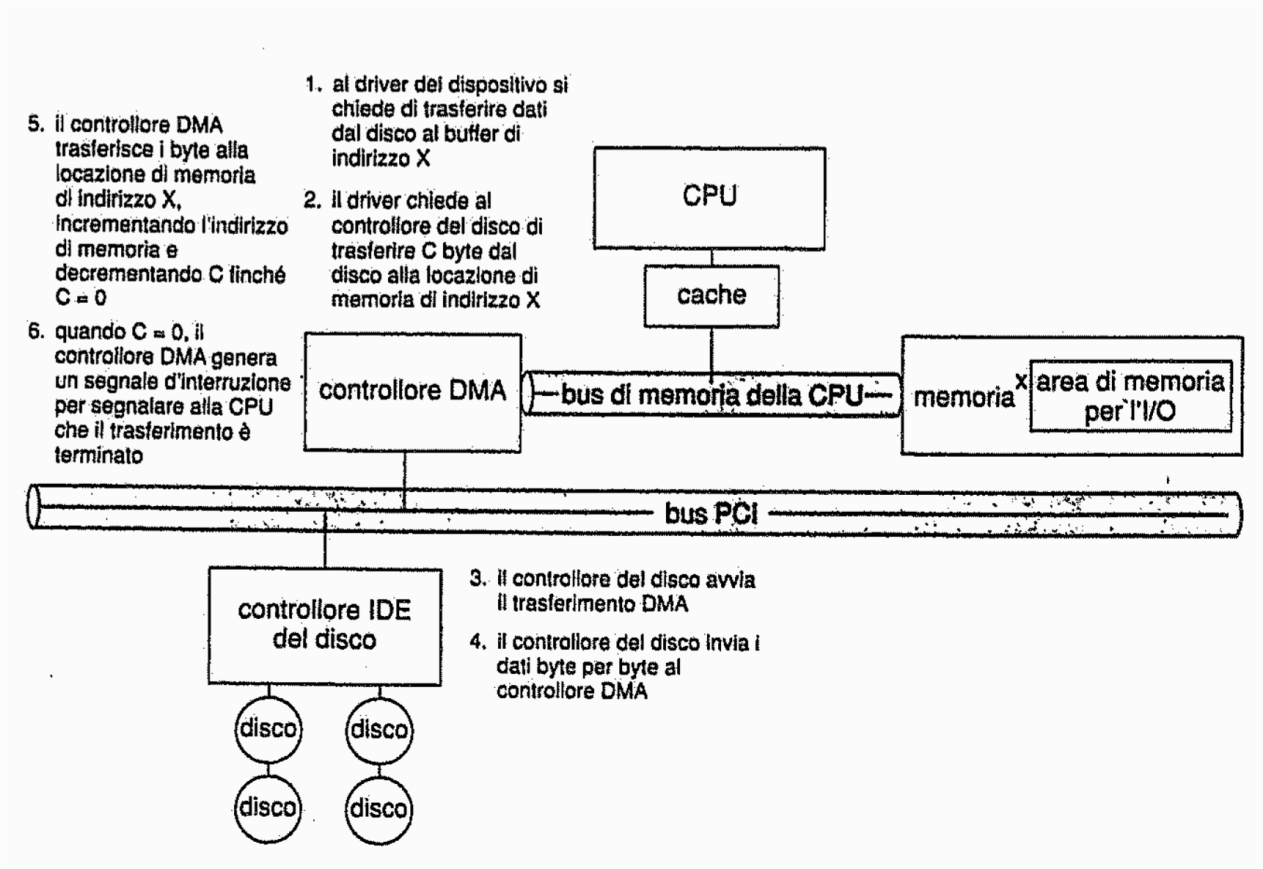 1. al driver del dispositivo si
chiede di trasferire dati
dal disco al buffer di
indirizzo X
2. il driver chiede al
controllore del disco di
trasferire C byte dal
disco alla locazione di
memoria di indirizzo X
5. il controllore DMA
trasferisce i byte alla
locazione di memoria
di indirizzo X,
incrementando l'indirizzo
di memoria e
decrementando C finché
C = 0
6. quando C = 0, il
controllore DMA genera
un segnale d'interruzione
per segnalare alla CPU
che il trasferimento è
terminato
CPU
cache
controllore DMA
bus di memoria della CPU
memoria
x
area di memoria
per l'I/O
bus PCI
controllore IDE
del disco
3. il controllore del disco avvia
il trasferimento DMA
4. il controllore del disco invia i
dati byte per byte al
controllore DMA
disco
disco
disco
disco